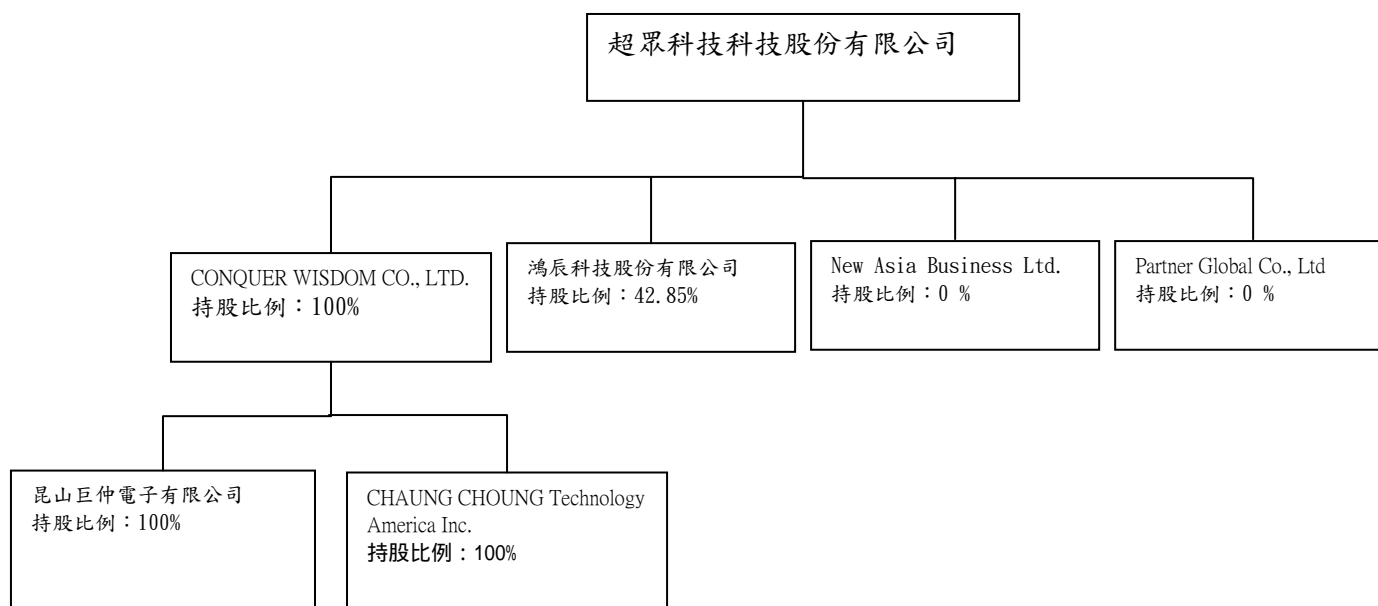 超眾科技科技股份有限公司
CONQUER WISDOM CO., LTD.
持股比例：100%
鴻辰科技股份有限公司
持股比例：42.85%
New Asia Business Ltd.
持股比例：0 %
Partner Global Co., Ltd
持股比例：0 %
昆山巨仲電子有限公司
持股比例：100%
CHAUNG CHOUNG Technology
America Inc.
持股比例：100%